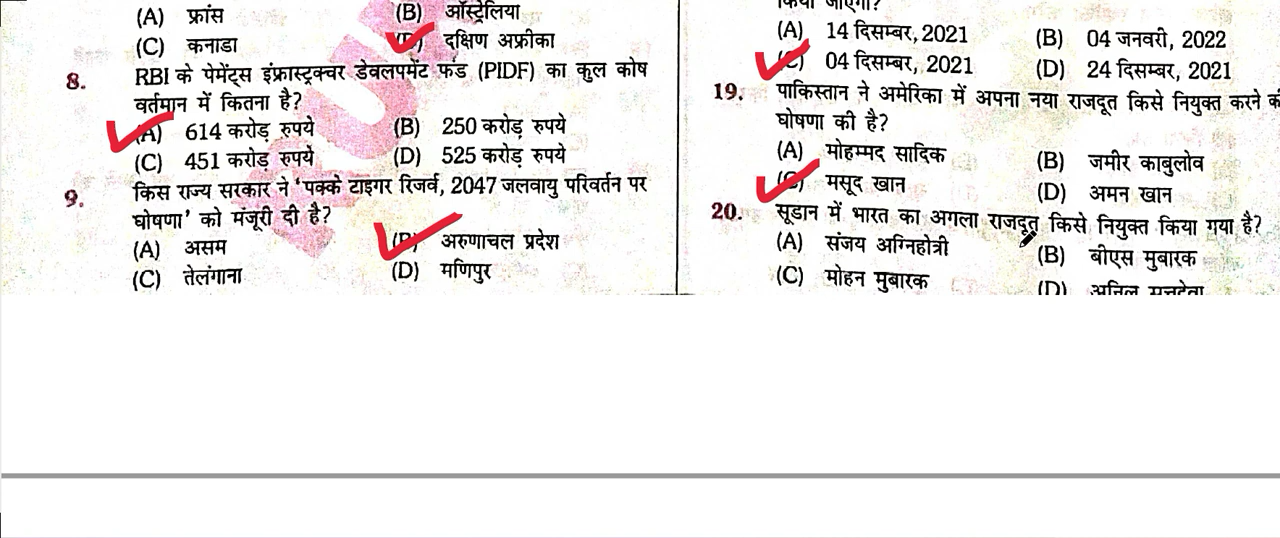 (A) फ्रांस (B) ऑस्ट्रेलिया
(C) कनाडा (D) दक्षिण अफ्रीका
8. RBI के पेमेंट्स इंफ्रास्ट्रक्चर डेवलपमेंट फंड (PIDF) का कुल कोष
वर्तमान में कितना है?
(A) 614 करोड़ रुपये (B) 250 करोड़ रुपये
(C) 451 करोड़ रुपये (D) 525 करोड़ रुपये
9. किस राज्य सरकार ने 'पक्के टाइगर रिजर्व, 2047 जलवायु परिवर्तन पर
घोषणा' को मंजूरी दी है?
(A) असम (B) अरुणाचल प्रदेश
(C) तेलंगाना (D) मणिपुर
किया जाएगा?
(A) 14 दिसम्बर, 2021 (B) 04 जनवरी, 2022
(C) 04 दिसम्बर, 2021 (D) 24 दिसम्बर, 2021
19. पाकिस्तान ने अमेरिका में अपना नया राजदूत किसे नियुक्त करने की
घोषणा की है?
(A) मोहम्मद सादिक (B) जमीर काबुलोव
(C) मसूद खान (D) अमन खान
20. सूडान में भारत का अगला राजदूत किसे नियुक्त किया गया है?
(A) संजय अग्निहोत्री (B) बीएस मुबारक
(C) मोहन मुबारक (D) अनिल